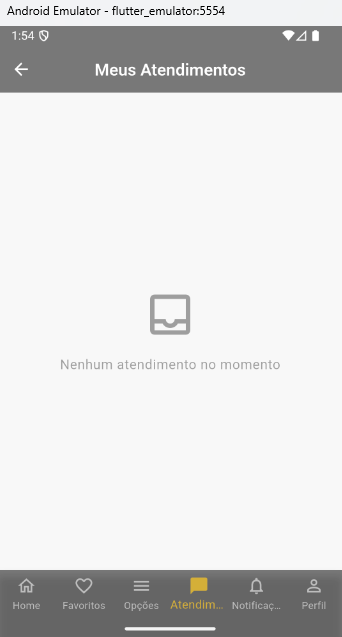 Android Emulator - flutter_emulator:5554
1:54
Meus Atendimentos
Nenhum atendimento no momento
Home Favoritos Opções Atendim... Notificaç... Perfil